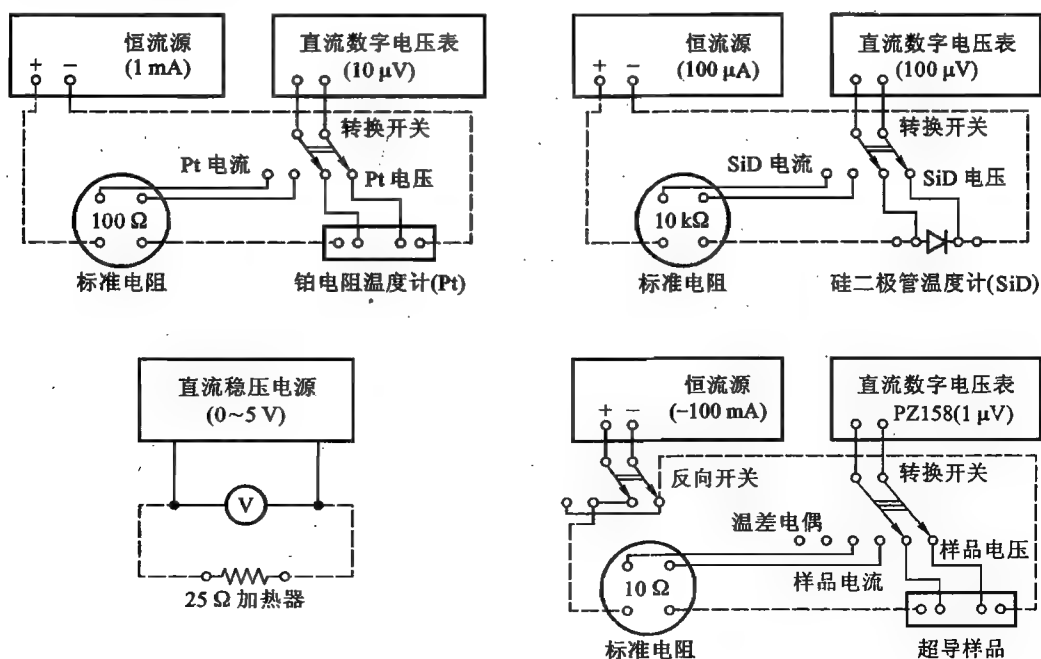 恒流源
(1 mA)
+ −
直流数字电压表
(10 μV)
转换开关
Pt 电流
Pt 电压
100 Ω
标准电阻
铂电阻温度计(Pt)
恒流源
(100 μA)
+ −
直流数字电压表
(100 μV)
转换开关
SiD 电流
SiD 电压
10 kΩ
标准电阻
硅二极管温度计(SiD)
直流稳压电源
(0~5 V)
V
25 Ω 加热器
恒流源
(-100 mA)
+ −
直流数字电压表
PZ158(1 μV)
反向开关
转换开关
温差电偶
样品电压
样品电流
10 Ω
标准电阻
超导样品